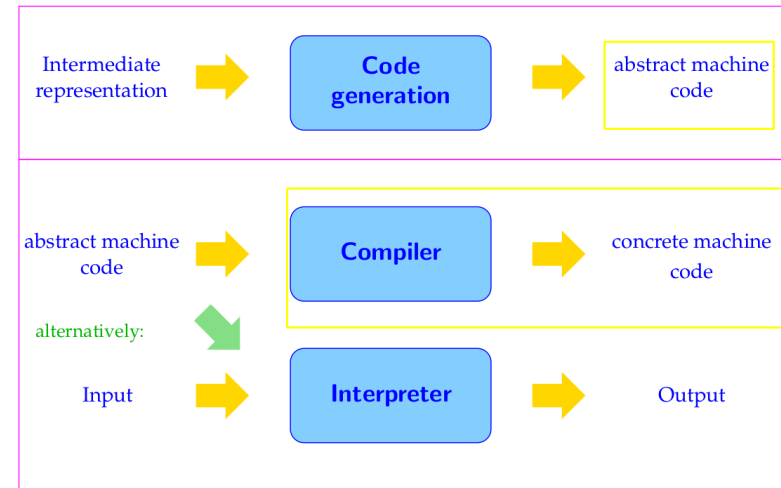 Intermediate
representation
Code
generation
abstract machine
code
abstract machine
code
Compiler
concrete machine
code
alternatively:
Input
Interpreter
Output